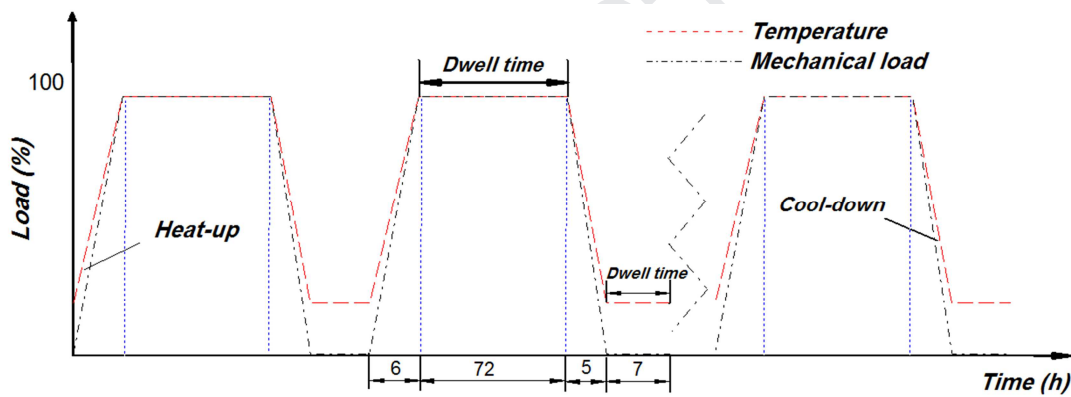 Temperature
Mechanical load
Dwell time
100
Load (%)
Heat-up
Cool-down
Dwell time
6
72
5
7
Time (h)